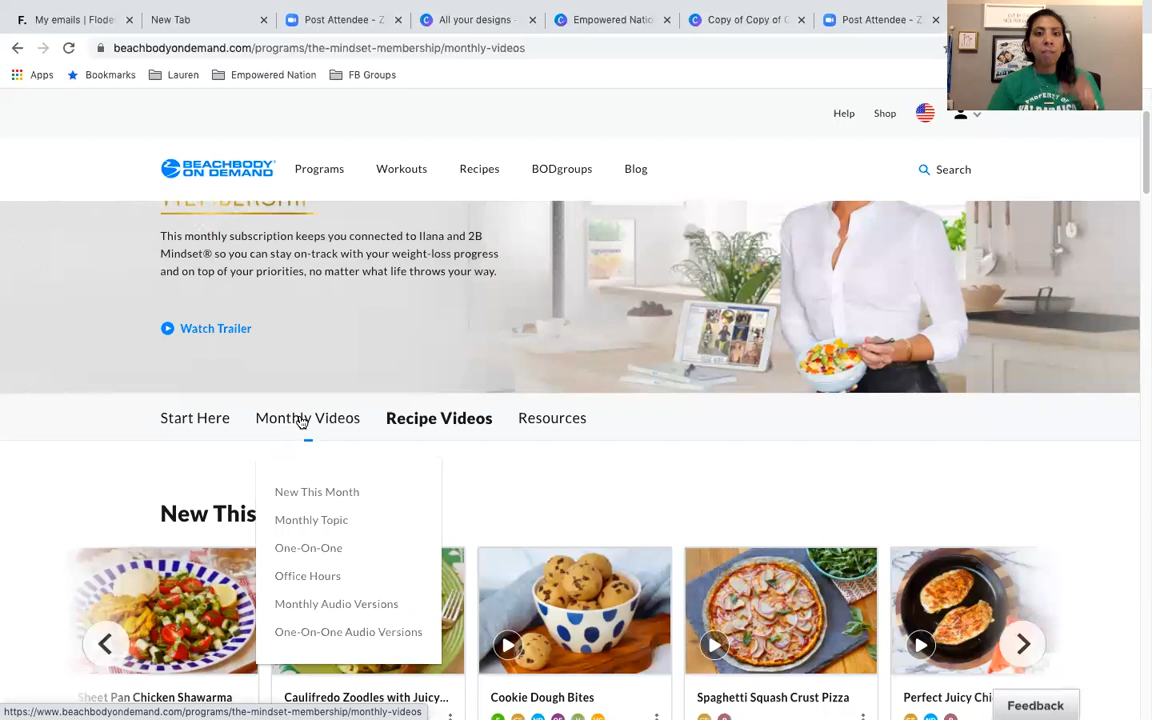 My emails | Flode
New Tab
Post Attendee - Z
All your designs -
Empowered Natio
Copy of Copy of C
Post Attendee - Z
beachbodyondemand.com/programs/the-mindset-membership/monthly-videos
Apps
Bookmarks
Lauren
Empowered Nation
FB Groups
PROPERTY OF
Help
Shop
BEACHBODY ON DEMAND
Programs
Workouts
Recipes
BODgroups
Blog
Search
MEMBERSHIP
This monthly subscription keeps you connected to Ilana and 2B
Mindset® so you can stay on-track with your weight-loss progress
and on top of your priorities, no matter what life throws your way.
Watch Trailer
Start Here
Monthly Videos
Recipe Videos
Resources
New This Month
Monthly Topic
One-On-One
Office Hours
Monthly Audio Versions
One-On-One Audio Versions
New This
Sheet Pan Chicken Shawarma
Caulifredo Zoodles with Juicy...
Cookie Dough Bites
Spaghetti Squash Crust Pizza
Perfect Juicy Chi
https://www.beachbodyondemand.com/programs/the-mindset-membership/monthly-videos
Feedback